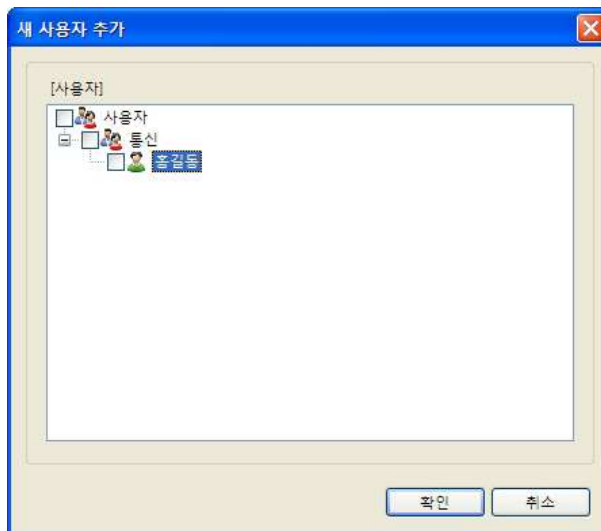 새 사용자 추가
[사용자]
사용자
통신
홍길동
확인 취소